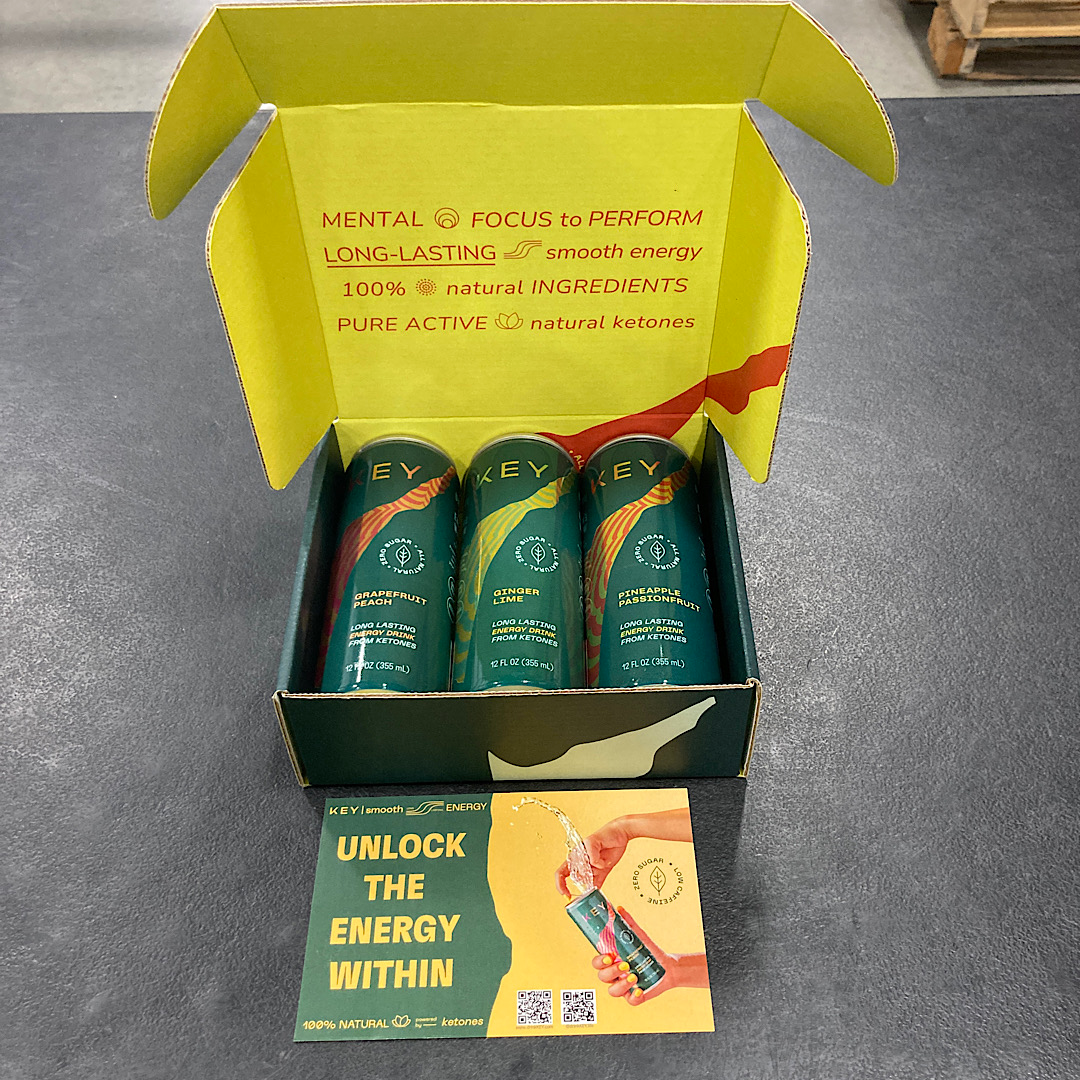 MENTAL FOCUS to PERFORM
LONG-LASTING smooth energy
100% natural INGREDIENTS
PURE ACTIVE natural ketones
KEY
ZERO SUGAR • ALL NATURAL •
GRAPEFRUIT
PEACH
LONG LASTING
ENERGY DRINK
FROM KETONES
12 FL OZ (355 mL)
KEY
ZERO SUGAR • ALL NATURAL •
GINGER
LIME
LONG LASTING
ENERGY DRINK
FROM KETONES
12 FL OZ (355 mL)
KEY
ZERO SUGAR • ALL NATURAL •
PINEAPPLE
PASSIONFRUIT
LONG LASTING
ENERGY DRINK
FROM KETONES
12 FL OZ (355 mL)
KEY | smooth ENERGY
UNLOCK
THE
ENERGY
WITHIN
ZERO SUGAR • LOW CAFFEINE •
KEY
100% NATURAL powered by ketones